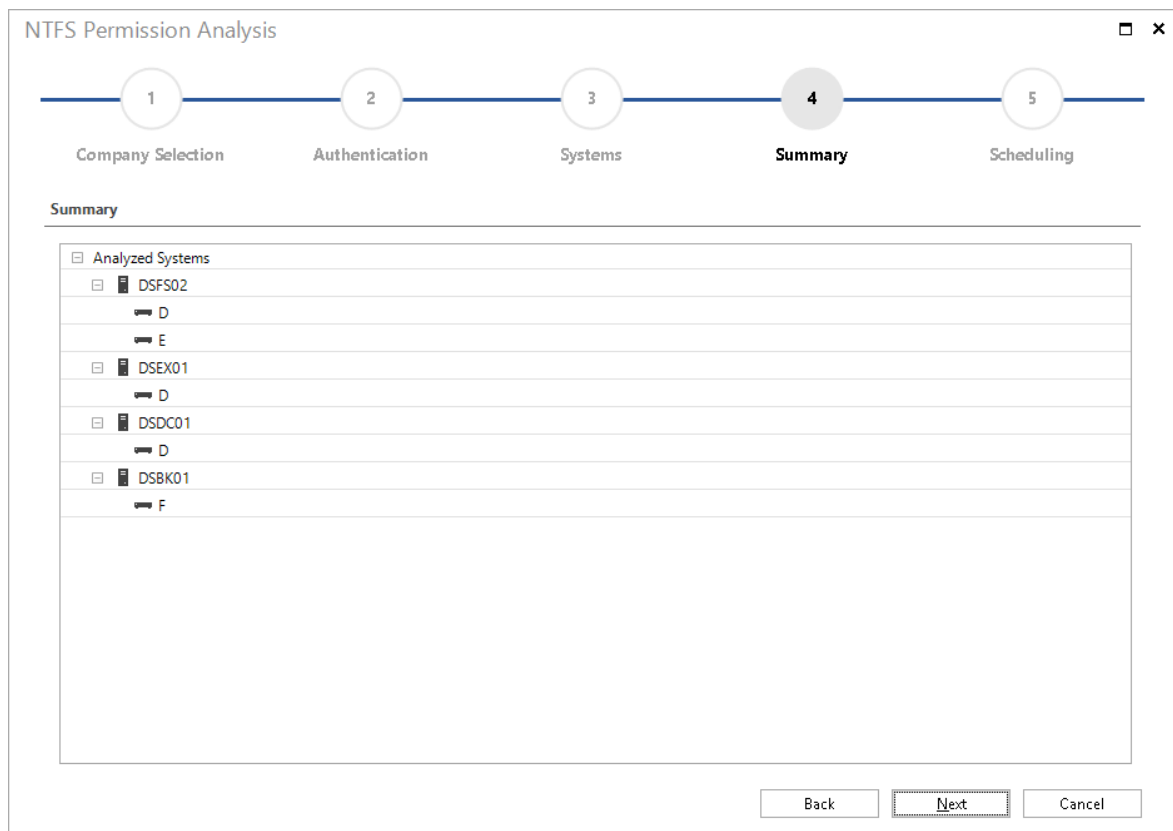 NTFS Permission Analysis
1 2 3 4 5
Company Selection Authentication Systems Summary Scheduling
Summary
Analyzed Systems
DSFS02
D
E
DSEX01
D
DSDC01
D
DSBK01
F
Back Next Cancel